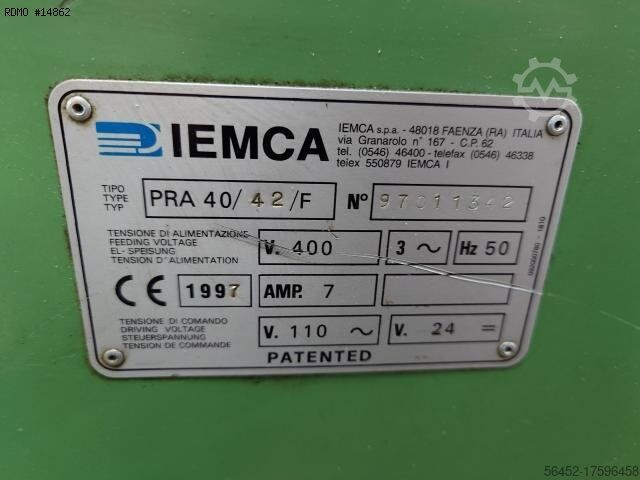 RDMO #14862
IEMCA
IEMCA s.p.a. - 48018 FAENZA (RA) ITALIA
via Granarolo n° 167 - C.P. 62
tel. (0546) 46400 - telefax (0546) 46338
telex 550879 IEMCA I
TIPO
TYPE
TYP
PRA 40/42/F
N° 97011342
TENSIONE DI ALIMENTAZIONE
FEEDING VOLTAGE
EL-SPEISUNG
TENSION D'ALIMENTATION
V. 400
3 ~
Hz 50
CE
1997
AMP. 7
TENSIONE DI COMANDO
DRIVING VOLTAGE
STEUERSPANNUNG
TENSION DE COMMANDE
V. 110 ~
V. 24 =
PATENTED
56452-17596458